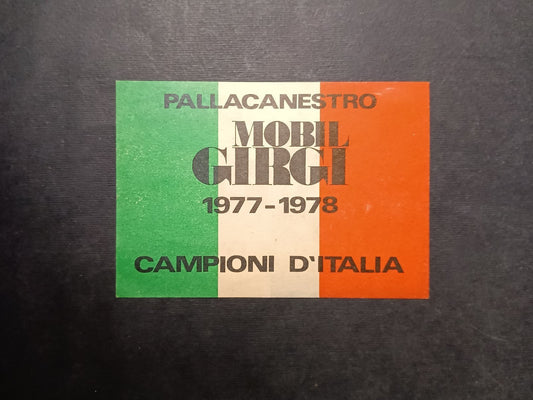 PALLACANESTRO
MOBIL
GIRGI
1977-1978
CAMPIONI D'ITALIA